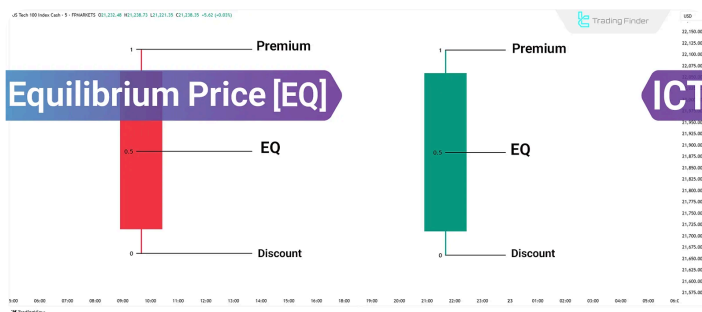 US Tech 100 Index Cash - 5 - FPMARKETS O21,232.48 H21,238.73 L21,221.35 C21,238.35 +5.62 (+0.03%)
Trading Finder
USD
1
Premium
1
Premium
Equilibrium Price [EQ]
ICT
0.5
EQ
0.5
EQ
0
Discount
0
Discount
22,150.00
22,125.00
22,100.00
22,075.00
21,950.00
21,925.00
21,900.00
21,875.00
21,850.00
21,825.00
21,800.00
21,775.00
21,750.00
21,725.00
21,700.00
21,675.00
21,650.00
21,625.00
21,600.00
21,575.00
06:00 07:00 08:00 09:00 10:00 11:00 12:00 13:00 14:00 15:00 16:00 18:00 19:00 20:00 21:00 22:00 23:00 23 01:00 02:00 03:00 04:00 05:00
TradingView